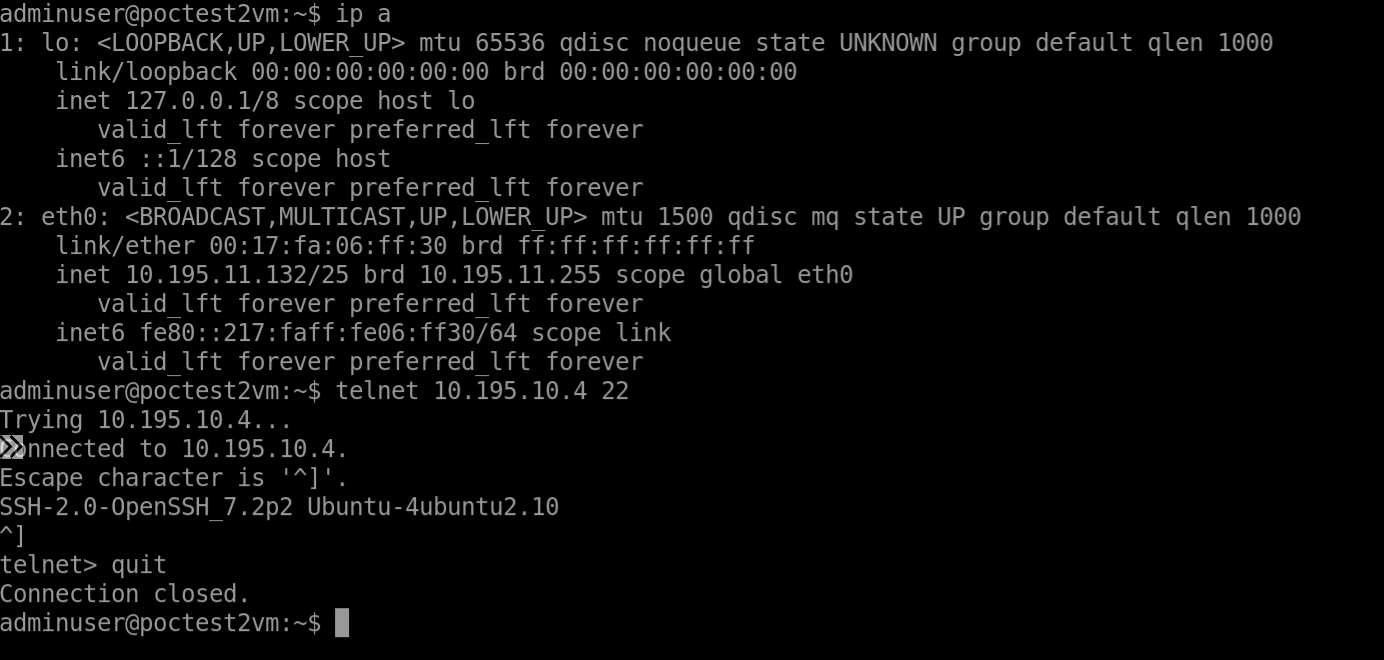 adminuser@poctest2vm:~$ ip a
1: lo: <LOOPBACK,UP,LOWER_UP> mtu 65536 qdisc noqueue state UNKNOWN group default qlen 1000
    link/loopback 00:00:00:00:00:00 brd 00:00:00:00:00:00
    inet 127.0.0.1/8 scope host lo
       valid_lft forever preferred_lft forever
    inet6 ::1/128 scope host
       valid_lft forever preferred_lft forever
2: eth0: <BROADCAST,MULTICAST,UP,LOWER_UP> mtu 1500 qdisc mq state UP group default qlen 1000
    link/ether 00:17:fa:06:ff:30 brd ff:ff:ff:ff:ff:ff
    inet 10.195.11.132/25 brd 10.195.11.255 scope global eth0
       valid_lft forever preferred_lft forever
    inet6 fe80::217:faff:fe06:ff30/64 scope link
       valid_lft forever preferred_lft forever
adminuser@poctest2vm:~$ telnet 10.195.10.4 22
Trying 10.195.10.4...
Connected to 10.195.10.4.
Escape character is '^]'.
SSH-2.0-OpenSSH_7.2p2 Ubuntu-4ubuntu2.10
^]
telnet> quit
Connection closed.
adminuser@poctest2vm:~$